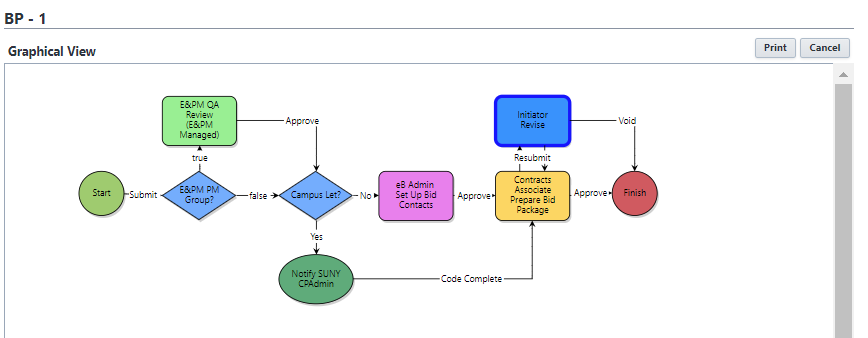 BP - 1
Graphical View
Print
Cancel
E&PM QA
Review
(E&PM
Managed)
Approve
Initiator
Revise
Void
true
Resubmit
Start
Submit
E&PM PM
Group?
false
Campus Let?
No
eB Admin
Set Up Bid
Contacts
Approve
Contracts
Associate
Prepare Bid
Package
Approve
Finish
Yes
Notify SUNY
CPAdmin
Code Complete